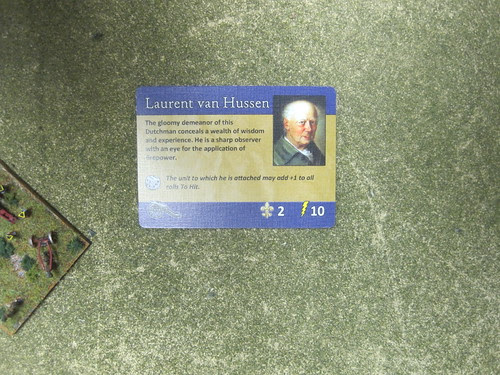 Laurent van Hussen
The gloomy demeanor of this
Dutchman conceals a wealth of wisdom
and experience. He is a sharp observer
with an eye for the application of
firepower.
The unit to which he is attached may add +1 to all
rolls To Hit.
2 10